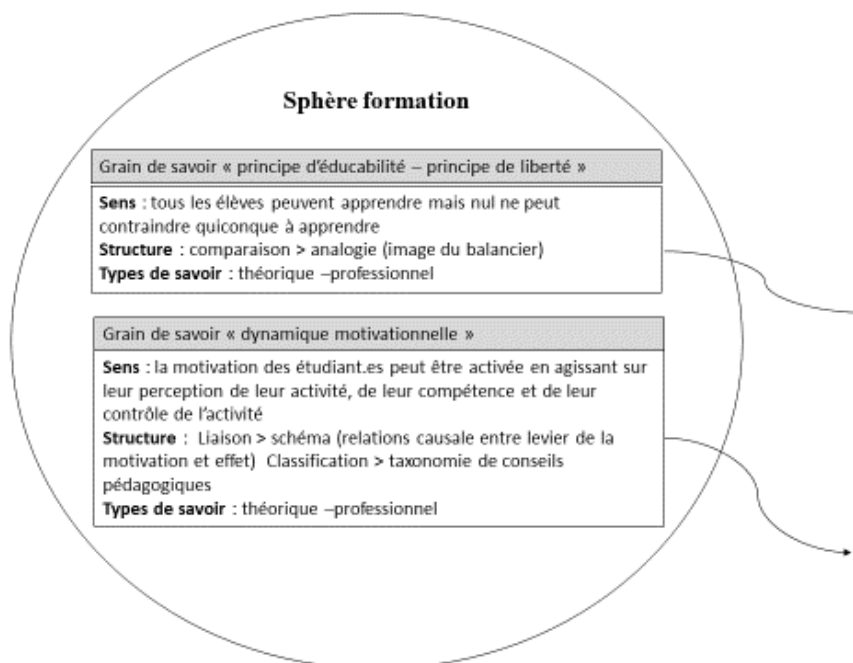 Sphère formation
Grain de savoir « principe d'éducabilité – principe de liberté »
Sens : tous les élèves peuvent apprendre mais nul ne peut
contraindre quiconque à apprendre
Structure : comparaison > analogie (image du balancier)
Types de savoir : théorique –professionnel
Grain de savoir « dynamique motivationnelle »
Sens : la motivation des étudiant.es peut être activée en agissant sur
leur perception de leur activité, de leur compétence et de leur
contrôle de l'activité
Structure : Liaison > schéma (relations causale entre levier de la
motivation et effet) Classification > taxonomie de conseils
pédagogiques
Types de savoir : théorique –professionnel